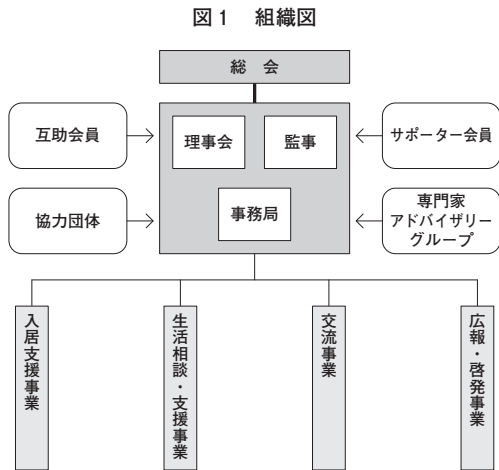 図1 組織図
総 会
互助会員
理事会
監事
サポーター会員
協力団体
事務局
専門家
アドバイザリー
グループ
入居支援事業
生活相談・支援事業
交流事業
広報・啓発事業